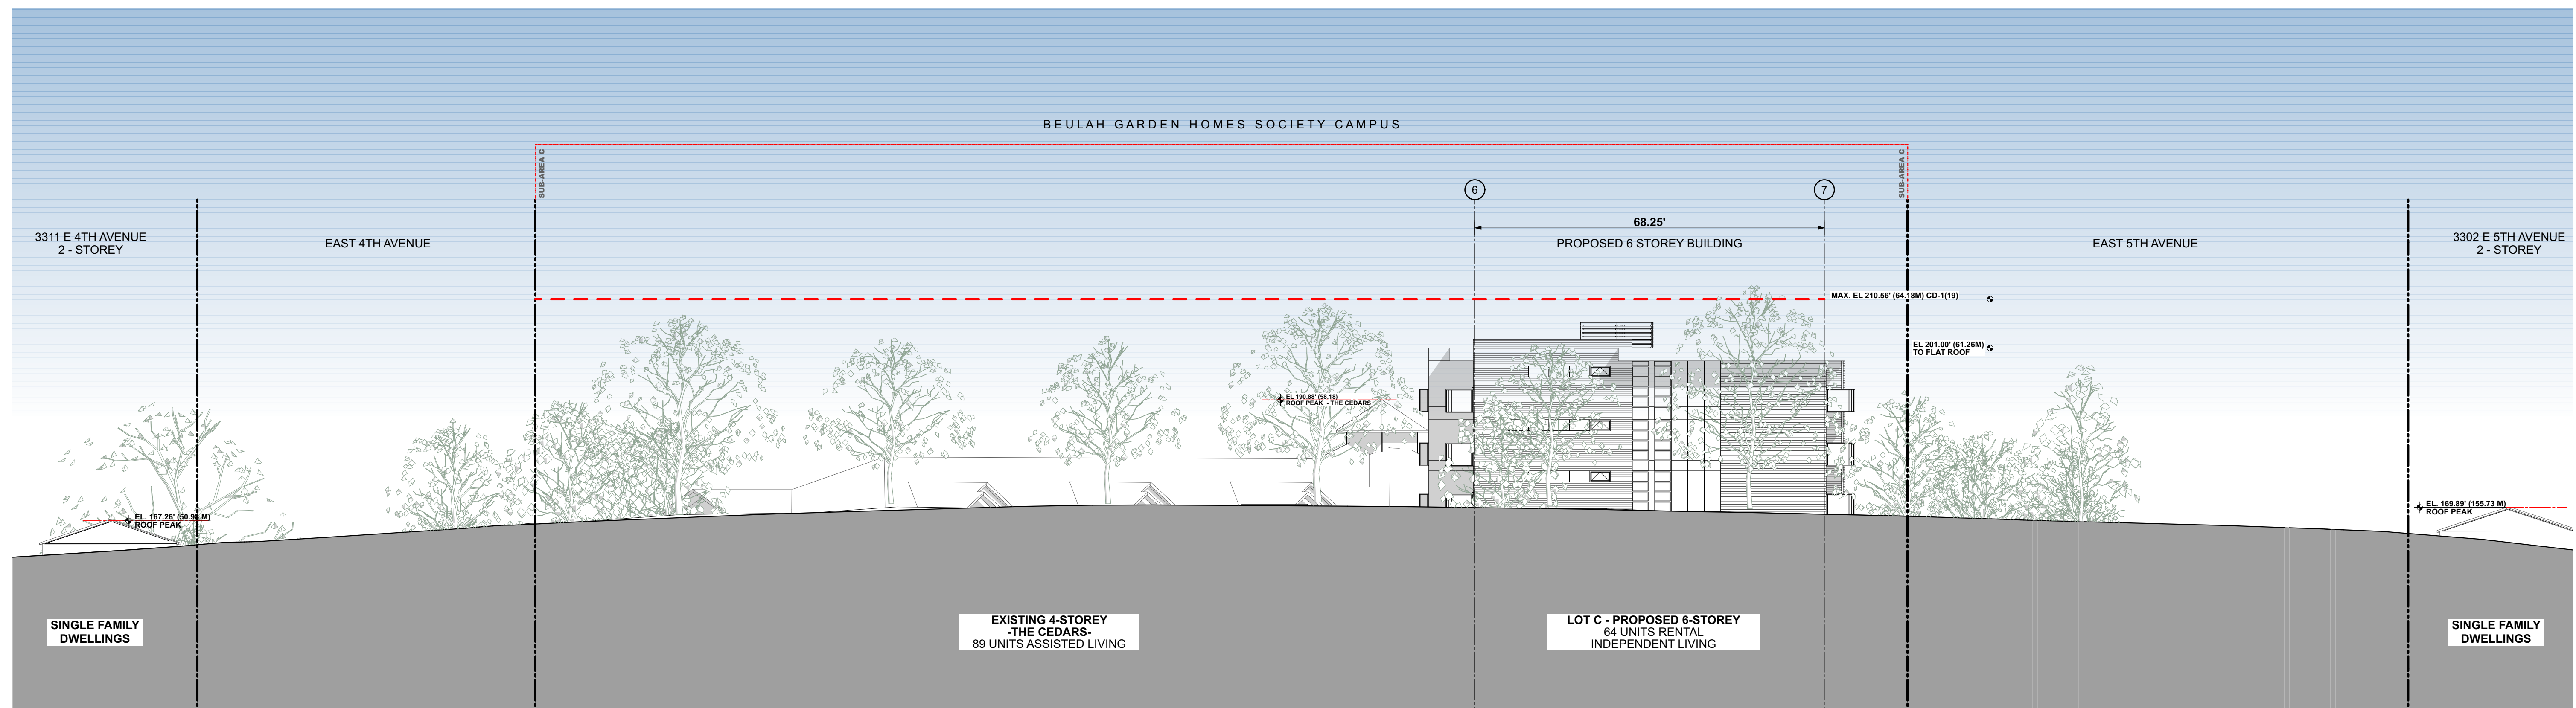 BEULAH GARDEN HOMES SOCIETY CAMPUS
SUB-AREA C
SUB-AREA C
6
7
68.25'
3311 E 4TH AVENUE
2 - STOREY
EAST 4TH AVENUE
PROPOSED 6 STOREY BUILDING
EAST 5TH AVENUE
3302 E 5TH AVENUE
2 - STOREY
MAX. EL 210.56' (64.18M) CD-1(19)
EL 201.00' (61.26M)
TO FLAT ROOF
EL 190.88' (58.18)
ROOF PEAK - THE CEDARS
EL. 167.26' (50.98 M)
ROOF PEAK
EL. 169.89' (155.73 M)
ROOF PEAK
SINGLE FAMILY
DWELLINGS
EXISTING 4-STOREY
-THE CEDARS-
89 UNITS ASSISTED LIVING
LOT C - PROPOSED 6-STOREY
64 UNITS RENTAL
INDEPENDENT LIVING
SINGLE FAMILY
DWELLINGS